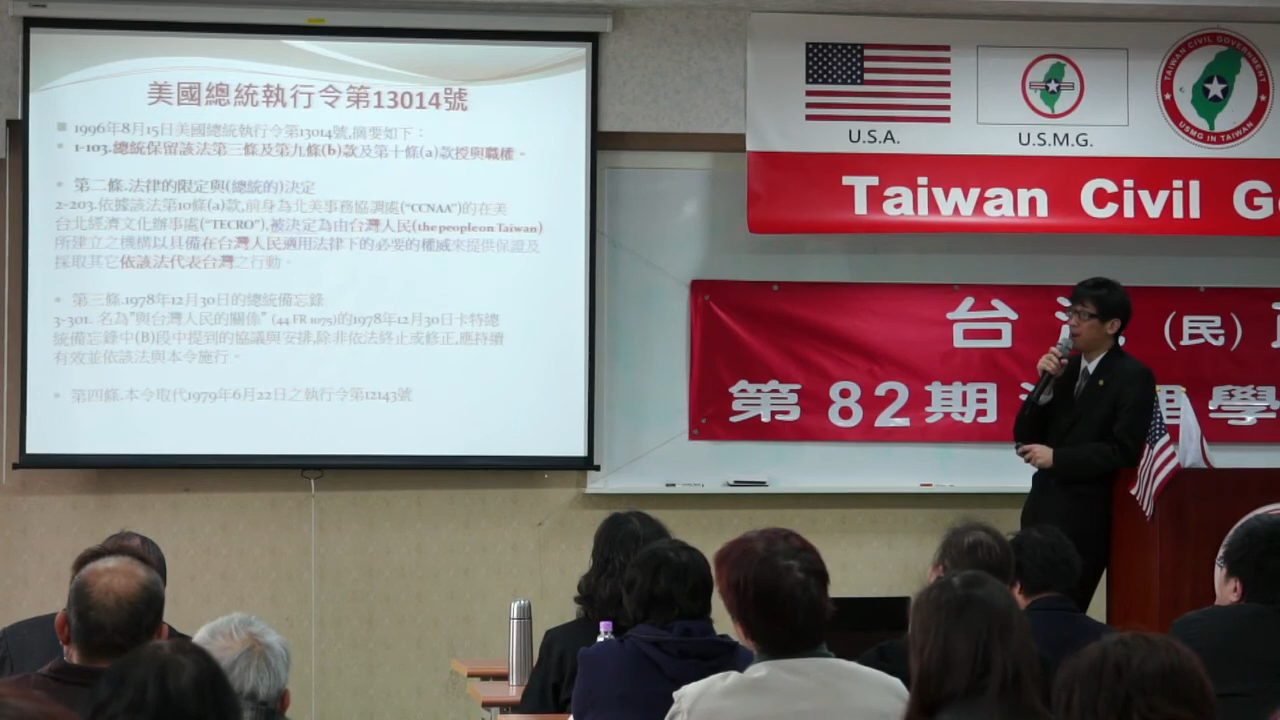 美國總統執行令第13014號
1996年8月15日美國總統執行令第13014號,摘要如下：
1-103.總統保留該法第三條及第九條(b)款及第十條(a)款授與職權。
第二條.法律的限定與(總統的)決定
2-203.依據該法第10條(a)款,前身為北美事務協調處("CCNAA")的在美
台北經濟文化辦事處("TECRO"),被決定為由台灣人民(the people on Taiwan)
所建立之機構以具備在台灣人民適用法律下的必要的權威來提供保證及
採取其它依該法代表台灣之行動。
第三條.1978年12月30日的總統備忘錄
3-301. 名為"與台灣人民的關係" (44 FR 1075)的1978年12月30日卡特總
統備忘錄中(B)段中提到的協議與安排,除非依法終止或修正,應持續
有效並依該法與本令施行。
第四條.本令取代1979年6月22日之執行令第12143號
U.S.A.
U.S.M.G.
TAIWAN CIVIL GOVERNMENT
USMG IN TAIWAN
Taiwan Civil G
台 (民)
第 82 期 學